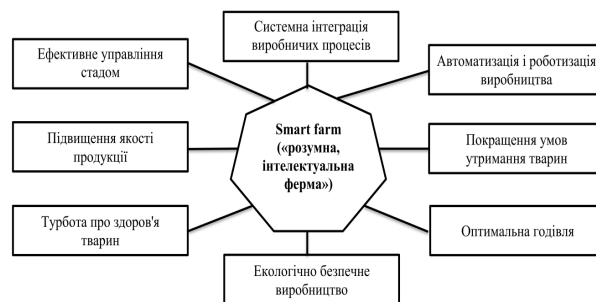 Системна інтеграція
виробничих процесів
Ефективне управління
стадом
Автоматизація і роботизація
виробництва
Підвищення якості
продукції
Smart farm
(«розумна,
інтелектуальна
ферма»)
Покращення умов
утримання тварин
Турбота про здоров'я
тварин
Оптимальна годівля
Екологічно безпечне
виробництво